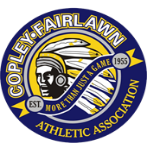 COPLEY·FAIRLAWN
EST.
MORE THAN JUST A GAME
1955
ATHLETIC ASSOCIATION